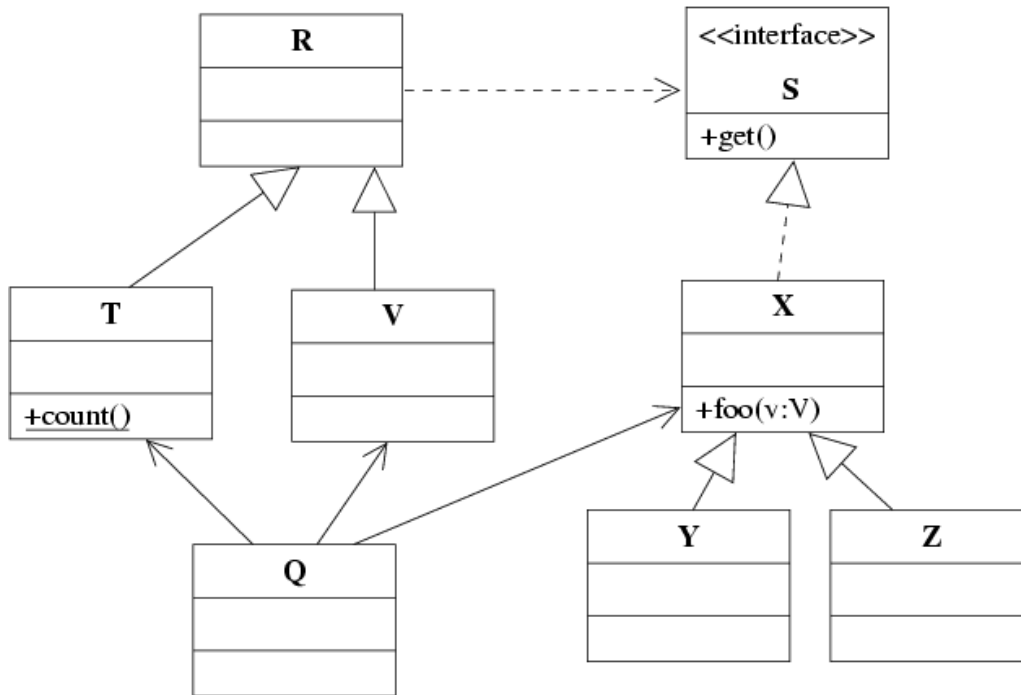 R
<<interface>>
S
+get()
T
+count()
V
X
+foo(v:V)
Q
Y
Z